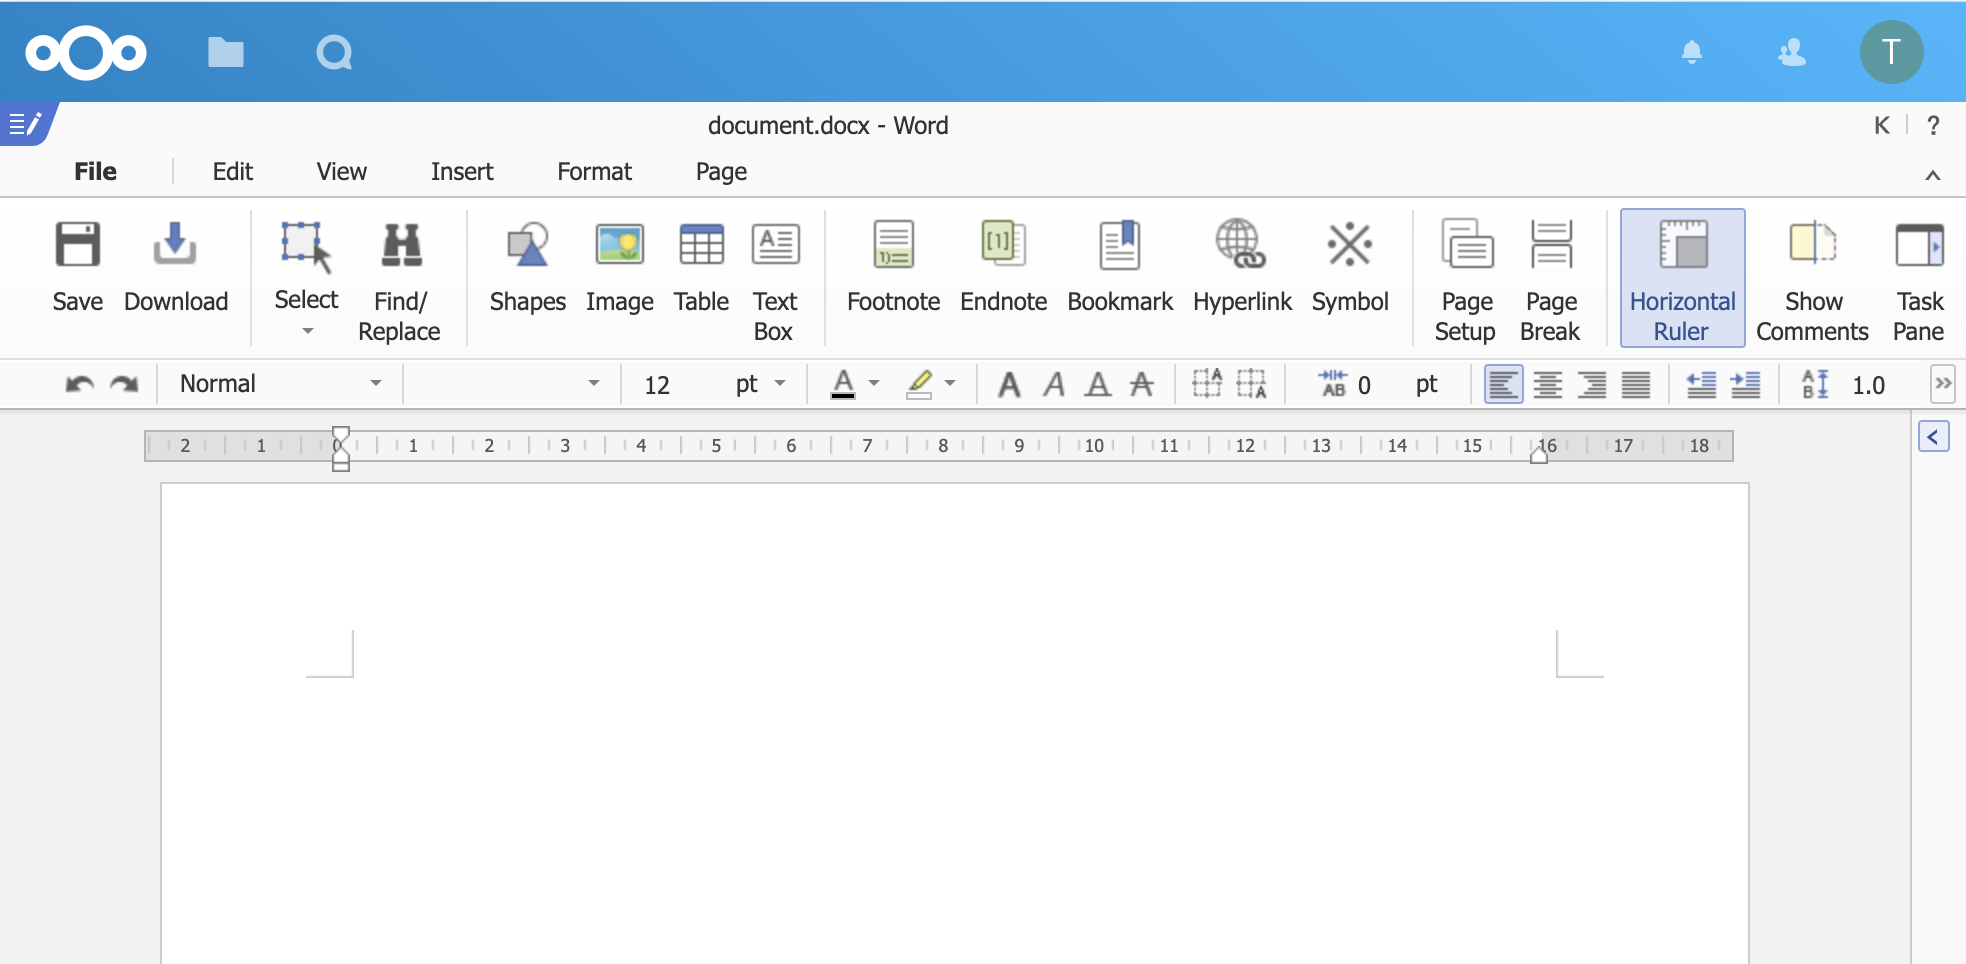 T
document.docx - Word
K ?
File Edit View Insert Format Page
Save Download Select Find/ Replace Shapes Image Table Text Box Footnote Endnote Bookmark Hyperlink Symbol Page Setup Page Break Horizontal Ruler Show Comments Task Pane
Normal 12 pt A A A A A 0 pt 1.0
2 1 0 1 2 3 4 5 6 7 8 9 10 11 12 13 14 15 16 17 18